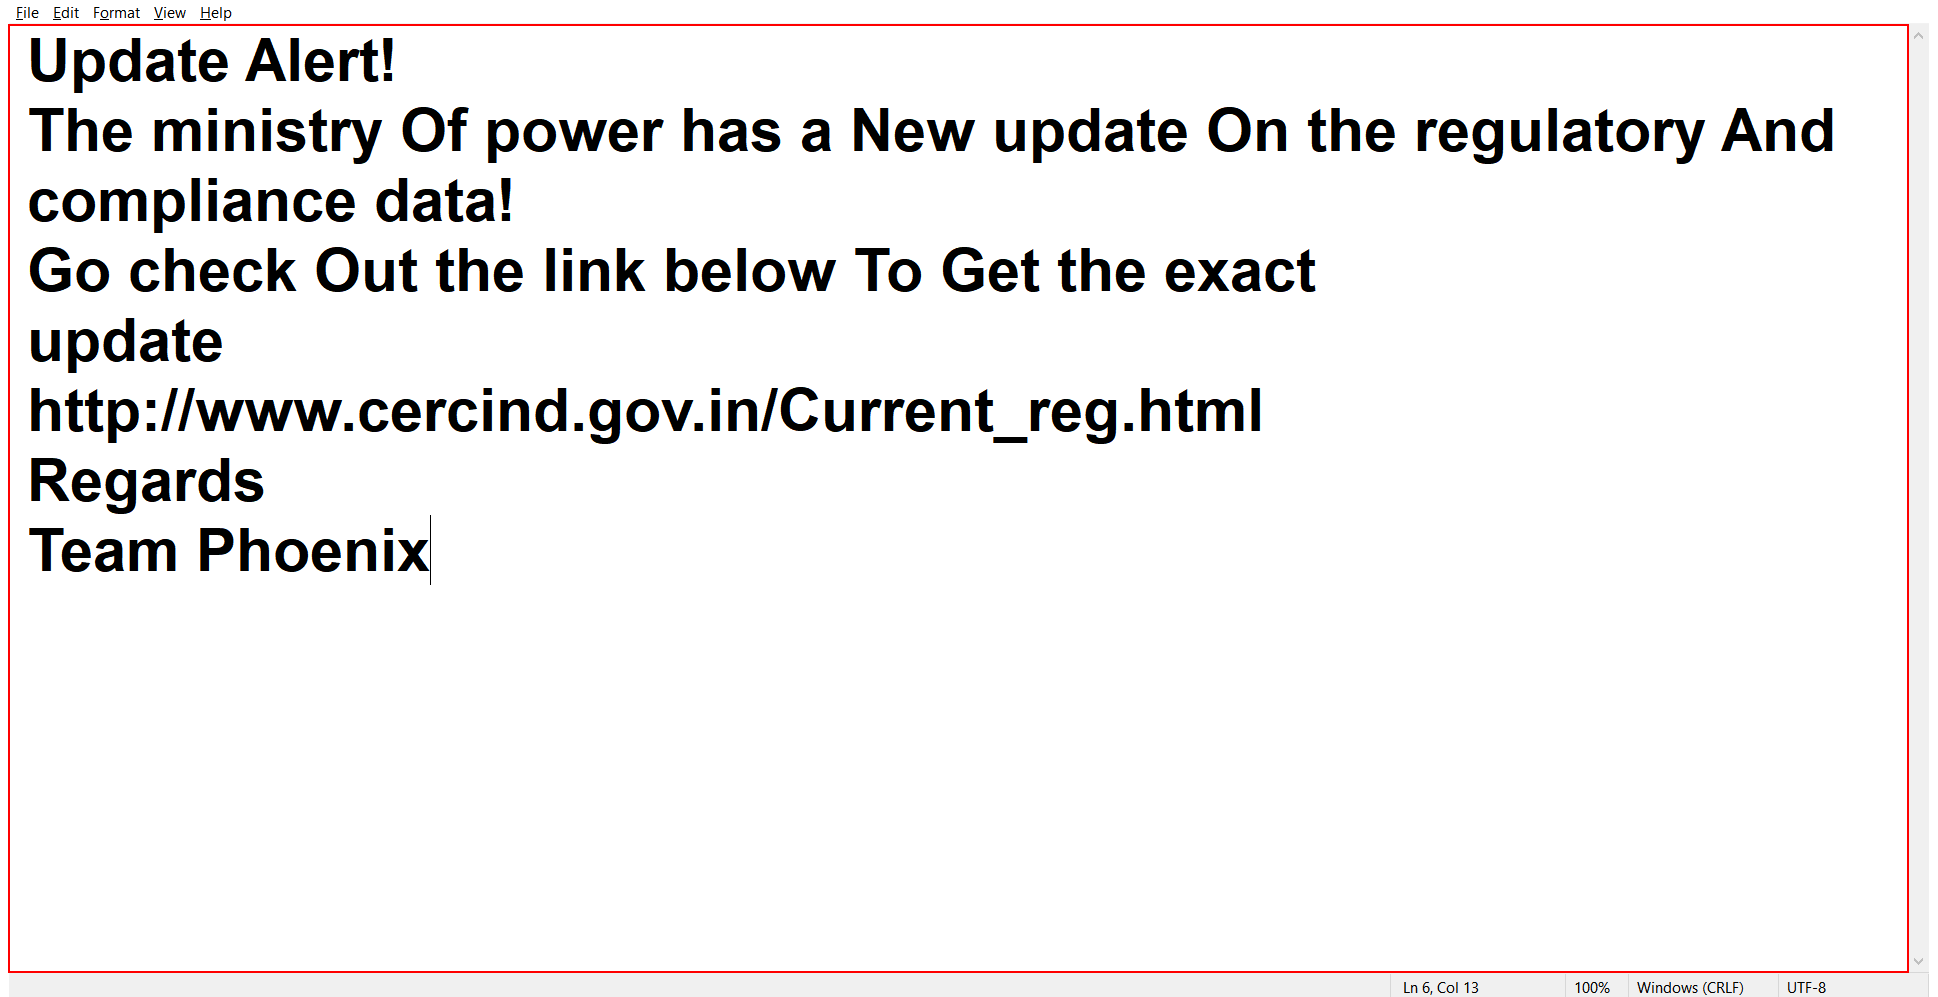 File Edit Format View Help
Update Alert!
The ministry Of power has a New update On the regulatory And
compliance data!
Go check Out the link below To Get the exact
update
http://www.cercind.gov.in/Current_reg.html
Regards
Team Phoenix
Ln 6, Col 13 100% Windows (CRLF) UTF-8